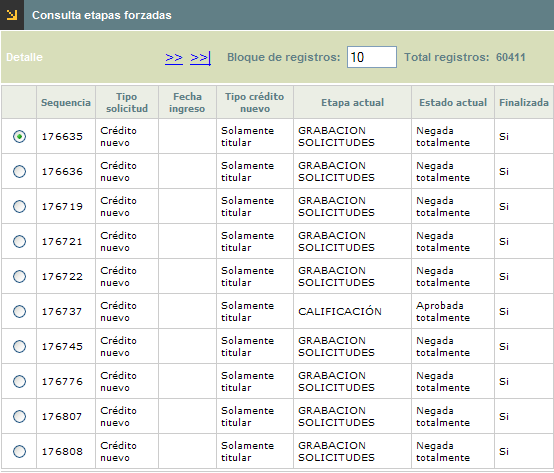 Consulta etapas forzadas
Detalle >> >>| Bloque de registros: 10 Total registros: 60411
Sequencia Tipo solicitud Fecha ingreso Tipo crédito nuevo Etapa actual Estado actual Finalizada
176635 Crédito nuevo Solamente titular GRABACION SOLICITUDES Negada totalmente Si
176636 Crédito nuevo Solamente titular GRABACION SOLICITUDES Negada totalmente Si
176719 Crédito nuevo Solamente titular GRABACION SOLICITUDES Negada totalmente Si
176721 Crédito nuevo Solamente titular GRABACION SOLICITUDES Negada totalmente Si
176722 Crédito nuevo Solamente titular GRABACION SOLICITUDES Negada totalmente Si
176737 Crédito nuevo Solamente titular CALIFICACIÓN Aprobada totalmente Si
176745 Crédito nuevo Solamente titular GRABACION SOLICITUDES Negada totalmente Si
176776 Crédito nuevo Solamente titular GRABACION SOLICITUDES Negada totalmente Si
176807 Crédito nuevo Solamente titular GRABACION SOLICITUDES Negada totalmente Si
176808 Crédito nuevo Solamente titular GRABACION SOLICITUDES Negada totalmente Si